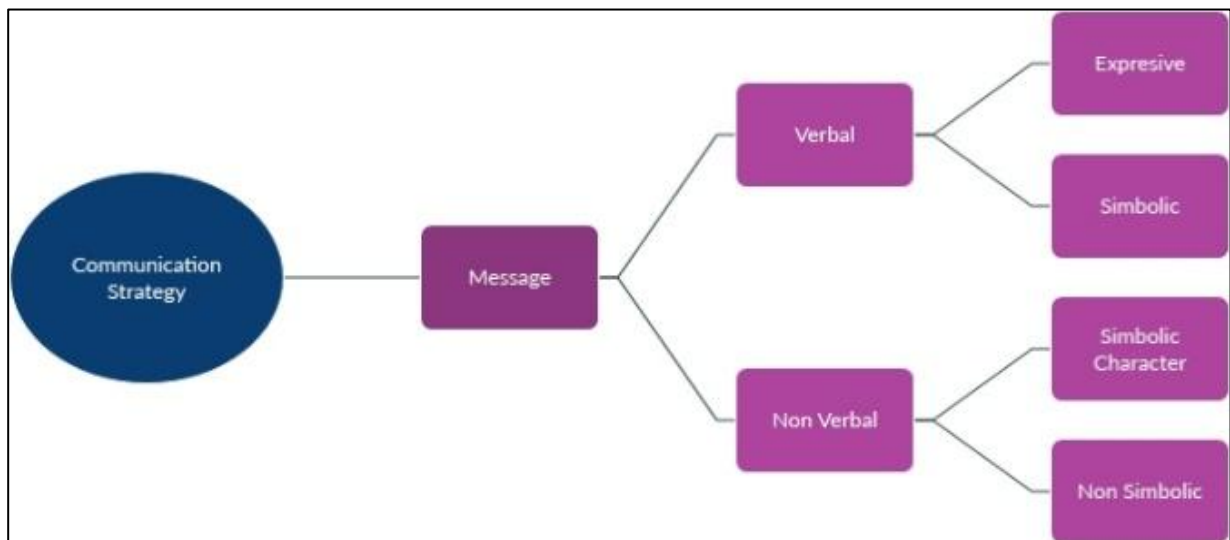 Communication
Strategy
Message
Verbal
Expresive
Simbolic
Non Verbal
Simbolic
Character
Non Simbolic